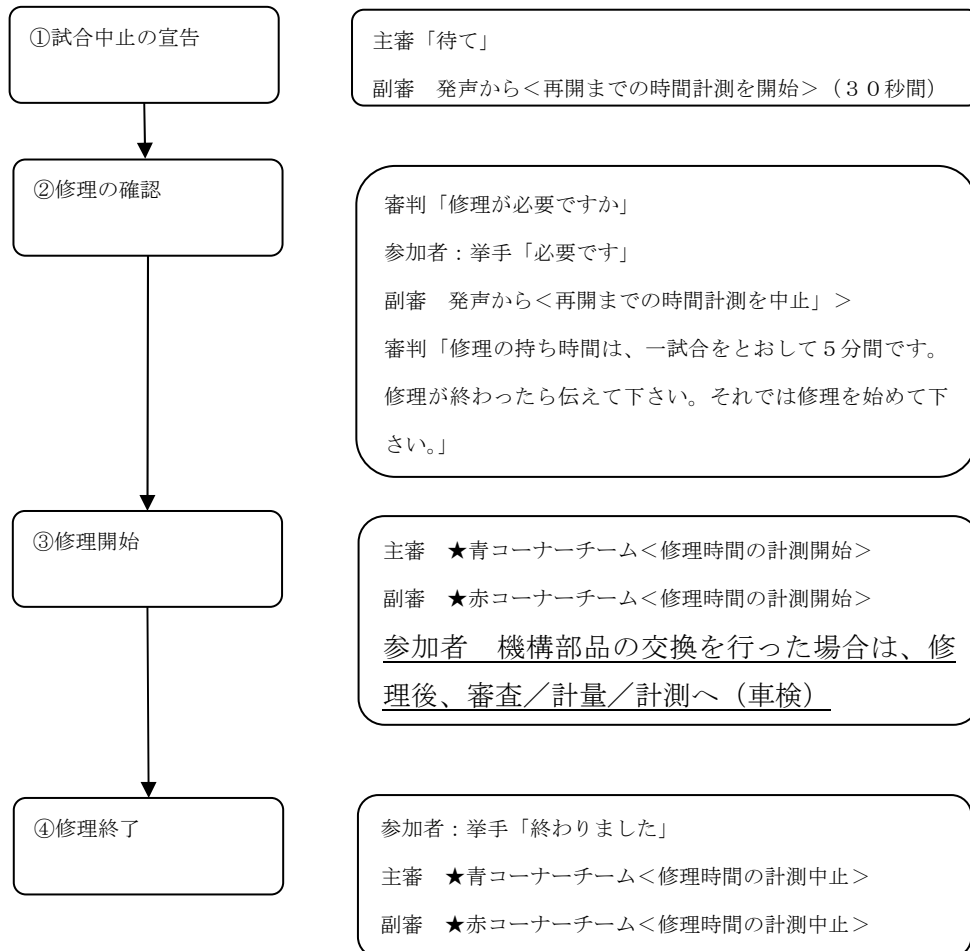 ①試合中止の宣告
主審「待て」
副審　発声から＜再開までの時間計測を開始＞（３０秒間）
②修理の確認
審判「修理が必要ですか」
参加者：挙手「必要です」
副審　発声から＜再開までの時間計測を中止」＞
審判「修理の持ち時間は、一試合をとおして５分間です。
修理が終わったら伝えて下さい。それでは修理を始めて下
さい。」
③修理開始
主審　★青コーナーチーム＜修理時間の計測開始＞
副審　★赤コーナーチーム＜修理時間の計測開始＞
参加者　機構部品の交換を行った場合は、修
理後、審査／計量／計測へ（車検）
④修理終了
参加者：挙手「終わりました」
主審　★青コーナーチーム＜修理時間の計測中止＞
副審　★赤コーナーチーム＜修理時間の計測中止＞